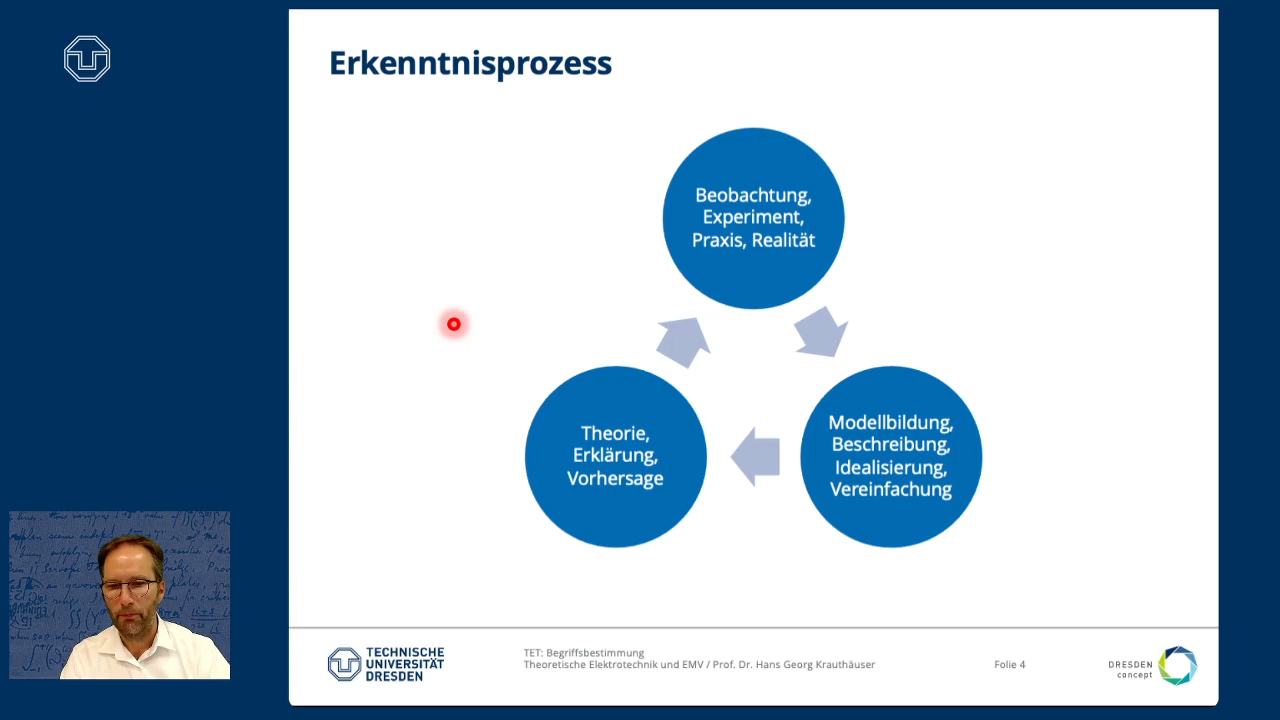 Erkenntnisprozess
Beobachtung,
Experiment,
Praxis, Realität
Theorie,
Erklärung,
Vorhersage
Modellbildung,
Beschreibung,
Idealisierung,
Vereinfachung
TECHNISCHE
UNIVERSITÄT
DRESDEN
TET: Begriffsbestimmung
Theoretische Elektrotechnik und EMV / Prof. Dr. Hans Georg Krauthäuser
Folie 4
DRESDEN
concept